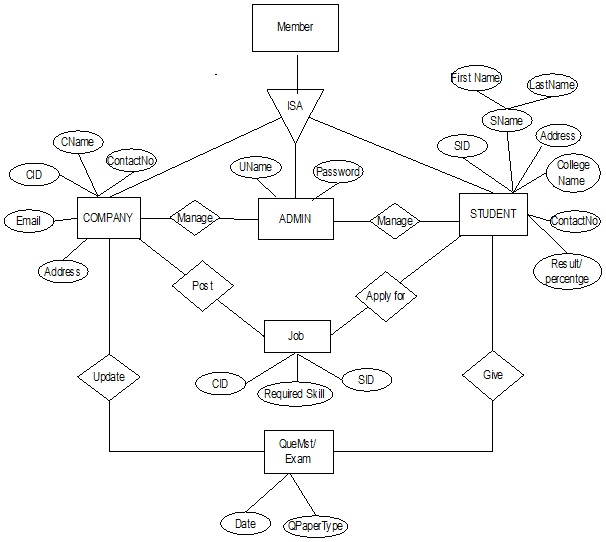 Member
ISA
First Name
LastName
SName
Address
SID
College
Name
CName
ContactNo
CID
UName
Password
Email
COMPANY
Manage
ADMIN
Manage
STUDENT
ContactNo
Address
Result/
percentge
Post
Apply for
Job
Update
CID
Required Skill
SID
Give
QueMst/
Exam
Date
QPaperType